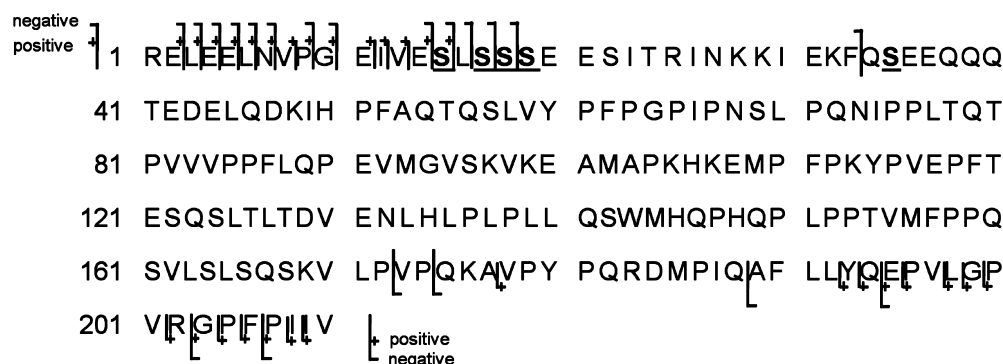 negative
positive
1 RELEELNVPG EIVESLSSSE ESITRINKKI EKFQSEEQQQ
41 TEDELQDKIH PFAQTQSLVY PFPGPIPNSL PQNIPPLTQT
81 PVVVPPFLQP EVMGVSKVKE AMAPKHKEMP FPKYPVEPFT
121 ESQSLTLTDV ENLHLPLPLL QSWMHQPHQP LPPTVMFPPQ
161 SVLSLSQSKV LPVPQKAVPY PQRDMPIQAF LLYQEPVLGP
201 VRGPFPIIV
positive
negative